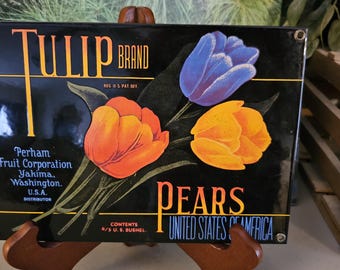 TULIP BRAND
REG. U.S. PAT. OFF.
Perham
Fruit Corporation
Yakima,
Washington.
U.S.A.
DISTRIBUTOR
PEARS
CONTENTS
4/5 U.S. BUSHEL.
UNITED STATES OF AMERICA